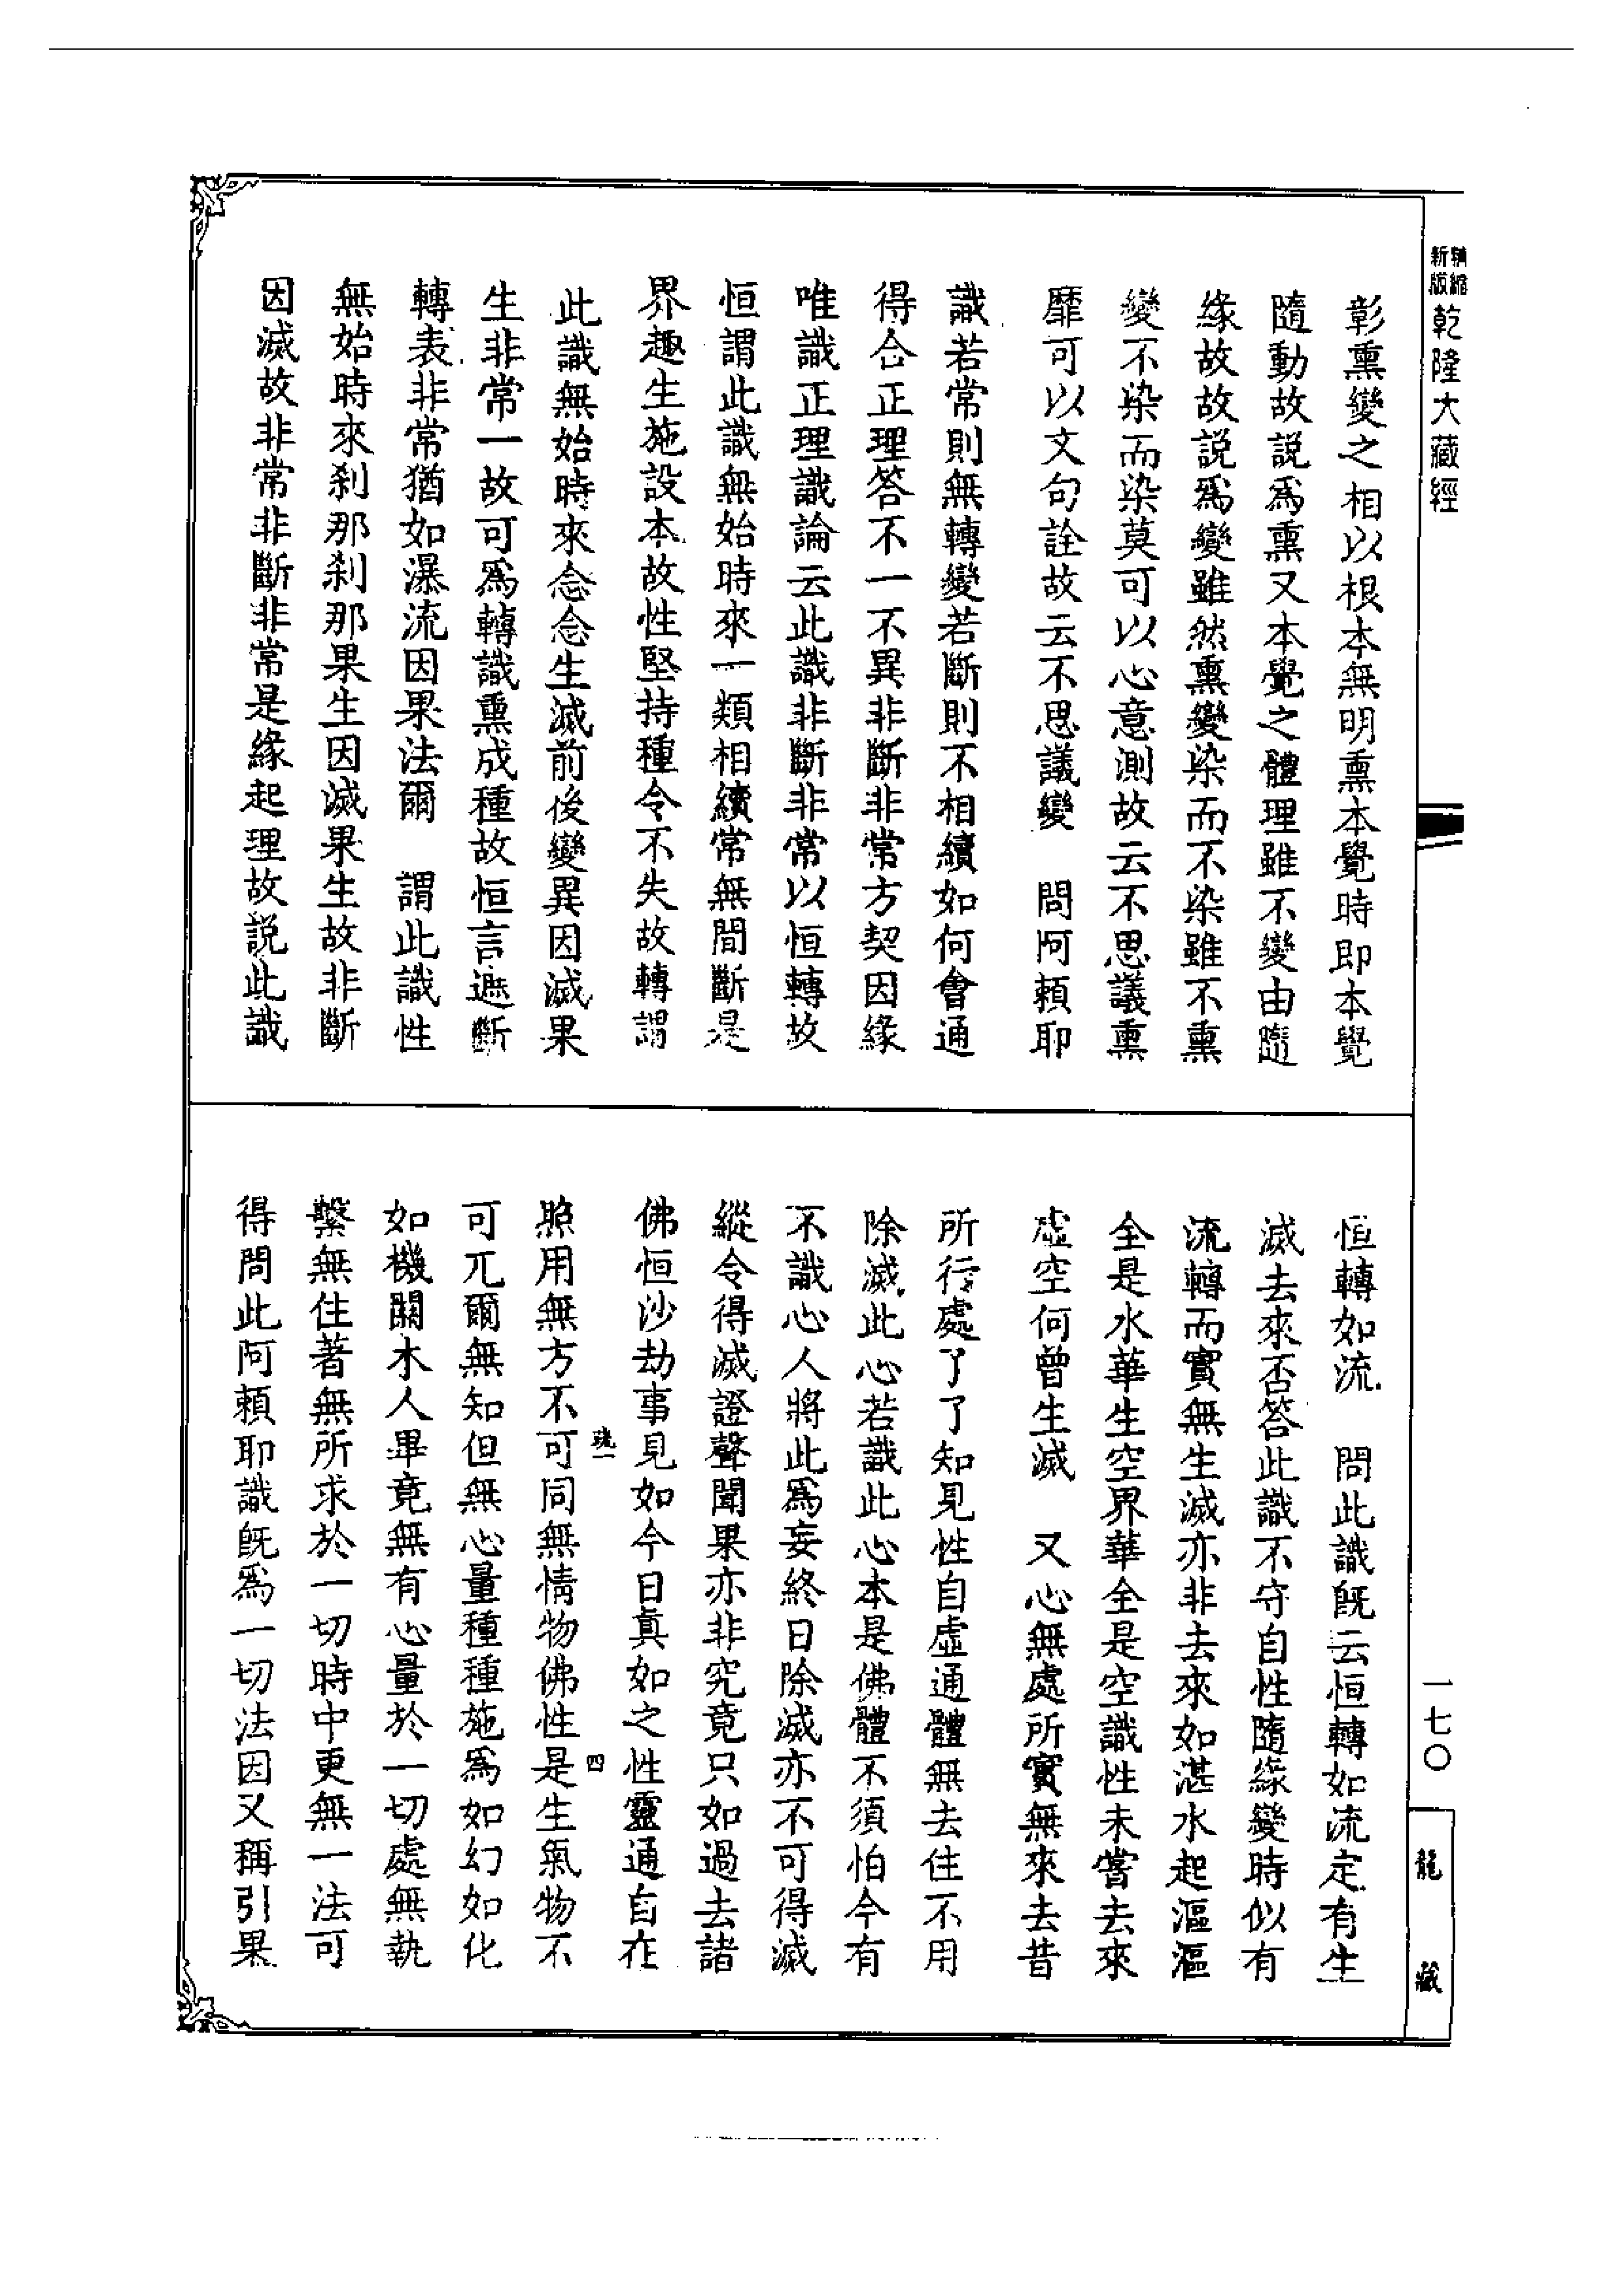 精縮新版乾隆大藏經
彰熏變之相以根本無明熏本覺時即本覺
隨動故説爲熏又本覺之體理雖不變由隨
緣故故説爲變雖然熏變染而不染雖不熏
變不染而染莫可以心意測故云不思議熏
靡可以文句詮故云不思議變　問阿賴耶
識若常則無轉變若斷則不相續如何會通
得合正理答不一不異非斷非常方契因緣
唯識正理識論云此識非斷非常以恒轉故
恒謂此識無始時來一類相續常無間斷是
界趣生施設本故性堅持種令不失故轉謂
此識無始時來念念生滅前後變異因滅果
生非常一故可爲轉識熏成種故恒言遮斷
轉表非常猶如瀑流因果法爾　謂此識性
無始時來刹那刹那果生因滅果生故非斷
因滅故非常非斷非常是緣起理故説此識
恒轉如流　問此識既云恒轉如流定有生
滅去來否答此識不守自性隨緣變時似有
流轉而實無生滅亦非去來如湛水起漚漚
全是水華生空界華全是空識性未嘗去來
虛空何曾生滅　又心無處所實無來去昔
所行處了了知見性自虛通體無去住不用
除滅此心若識此心本是佛體不須怕今有
不識心人將此爲妄終日除滅亦不可得滅
縱令得滅證聲聞果亦非究竟只如過去諸
佛恒沙劫事見如今日真如之性靈通自在
照用無方不可同無情物佛性是生氣物不
可兀爾無知但無心量種種施爲如幻如化
如機關木人畢竟無有心量於一切處無執
繫無住著無所求於一切時中更無一法可
得問此阿賴耶識既爲一切法因又稱引果
四
一七〇
龍藏